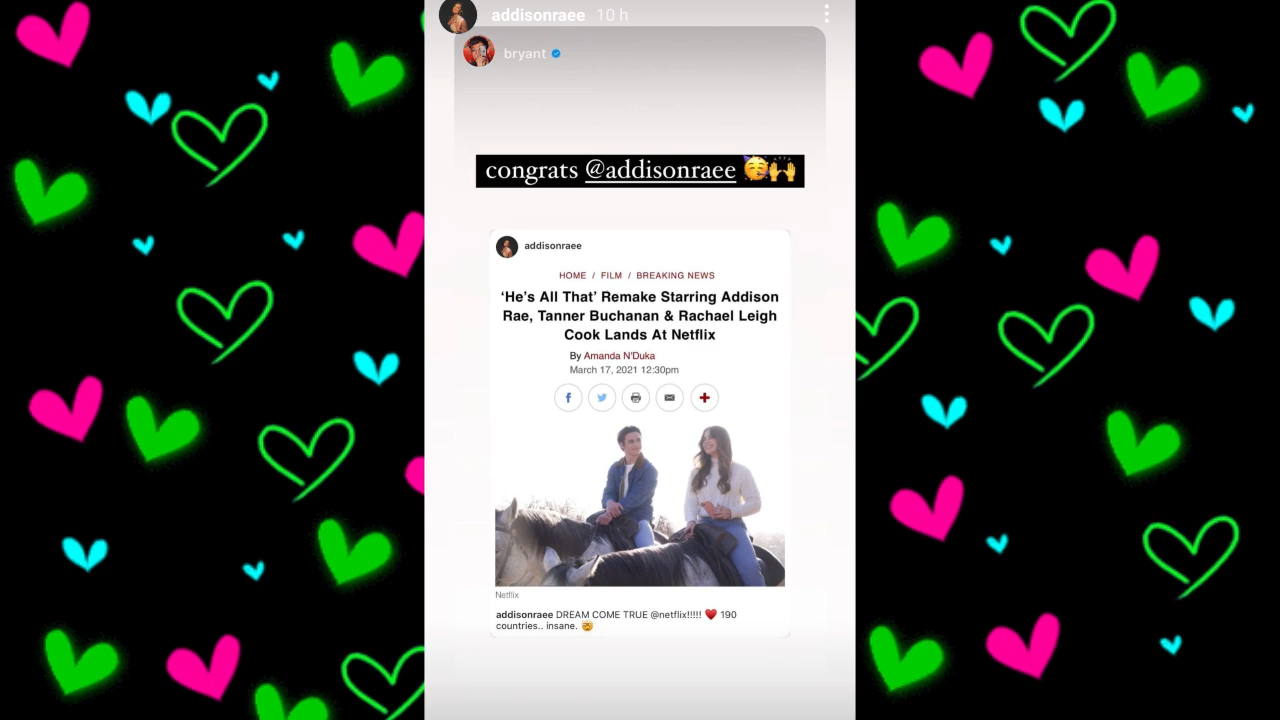 addisonraee 10 h
bryant
congrats @addisonraee 🥳🙌
addisonraee
HOME / FILM / BREAKING NEWS
‘He’s All That’ Remake Starring Addison
Rae, Tanner Buchanan & Rachael Leigh
Cook Lands At Netflix
By Amanda N'Duka
March 17, 2021 12:30pm
Netflix
addisonraee DREAM COME TRUE @netflix!!!!! ♥️ 190
countries.. insane. 🤯